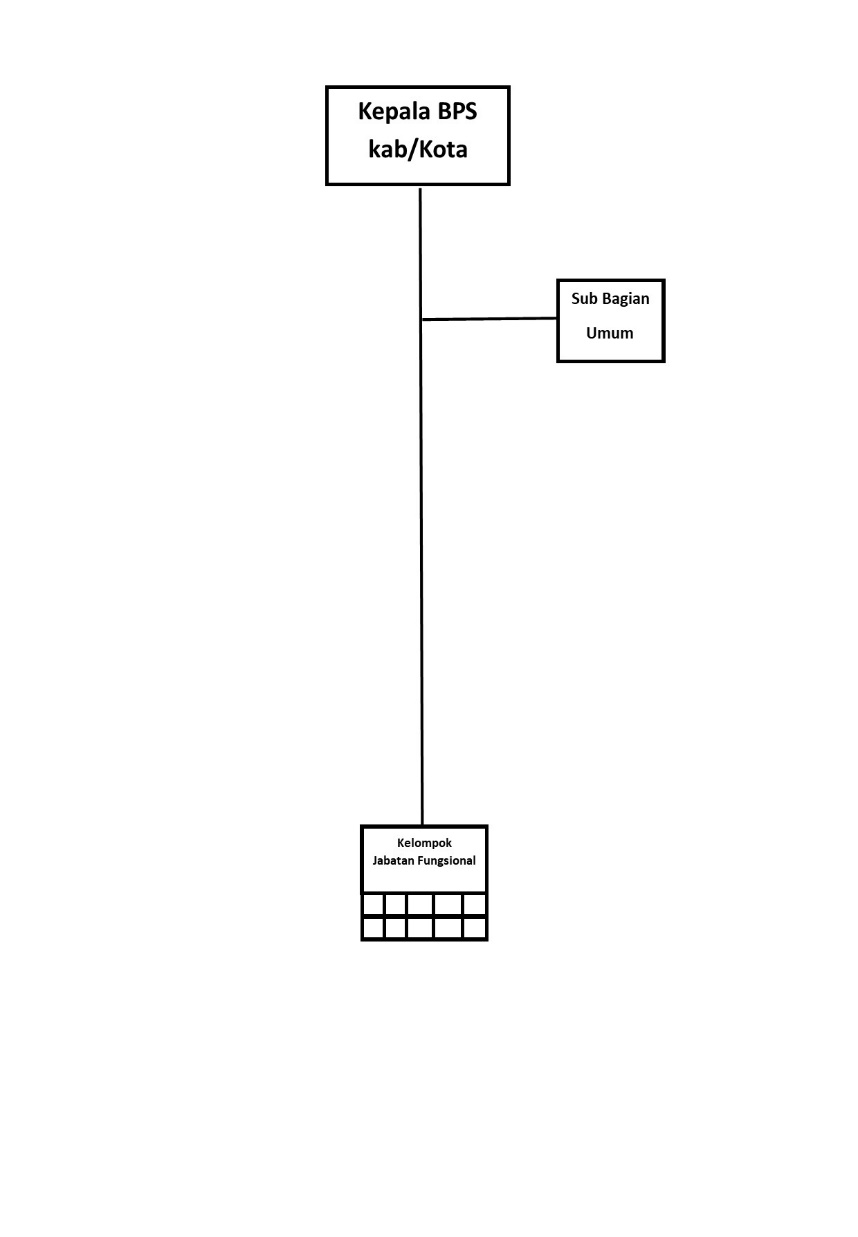 Kepala BPS
kab/Kota
Sub Bagian
Umum
Kelompok
Jabatan Fungsional